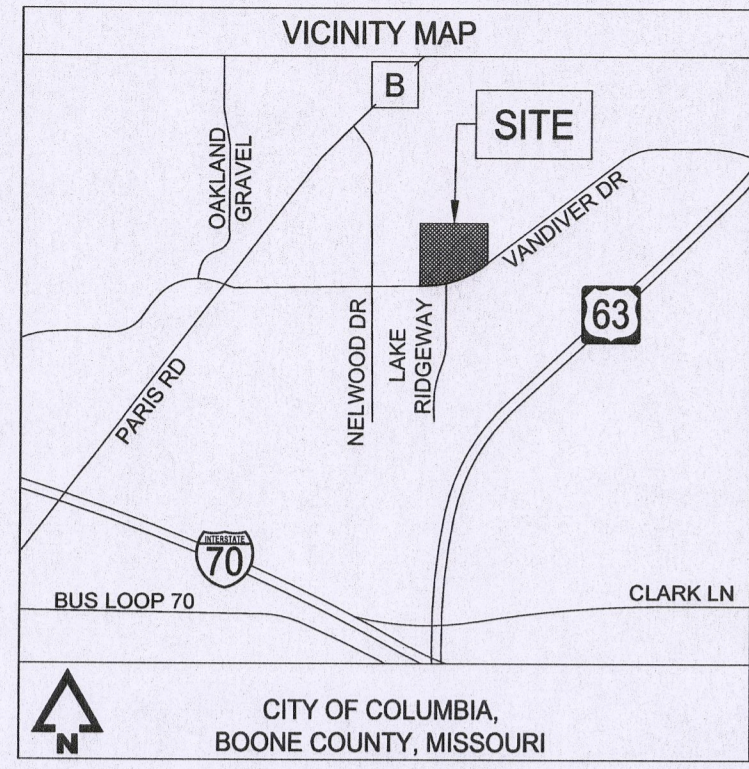 VICINITY MAP
B
SITE
OAKLAND
GRAVEL
VANDIVER DR
63
NELWOOD DR
LAKE
RIDGEWAY
PARIS RD
INTERSTATE
70
BUS LOOP 70
CLARK LN
N
CITY OF COLUMBIA,
BOONE COUNTY, MISSOURI